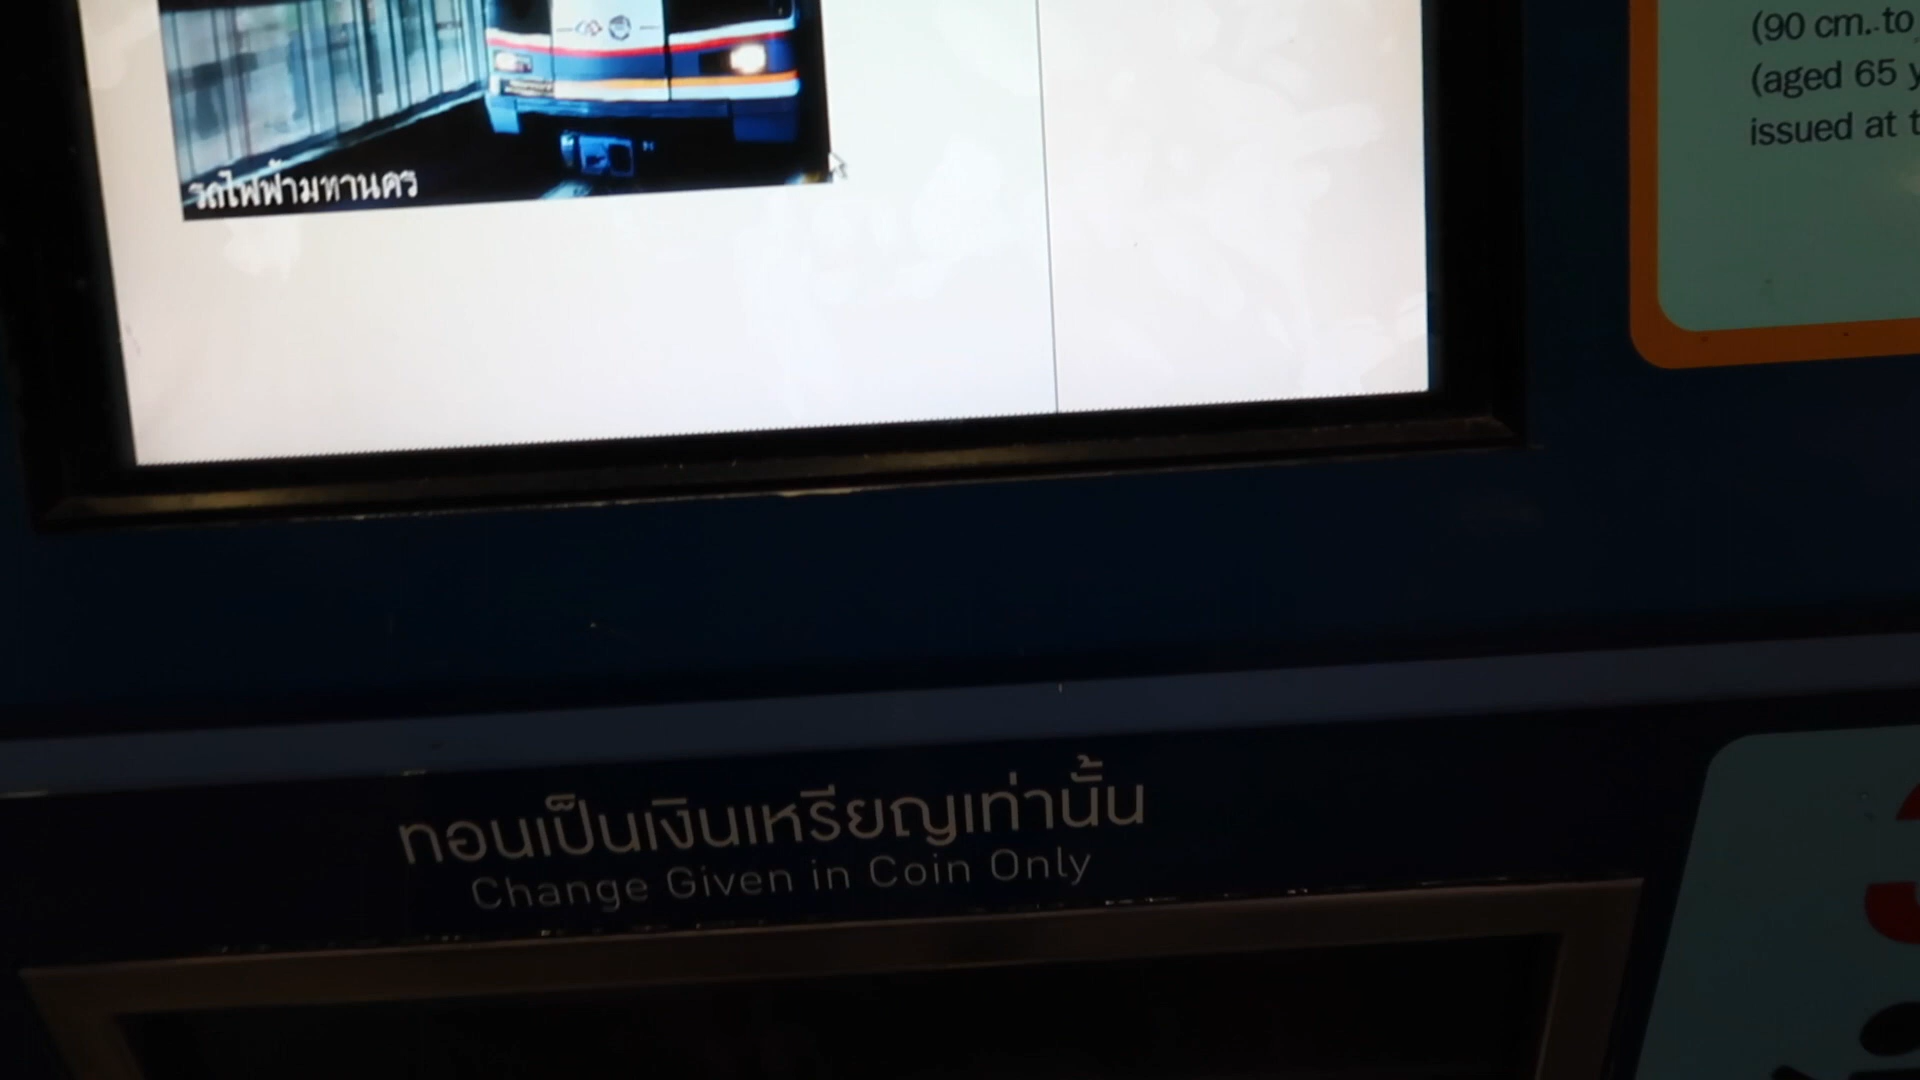 (90 cm. to
(aged 65 y
issued at t
รถไฟฟ้ามหานคร
ทอนเป็นเงินเหรียญเท่านั้น
Change Given in Coin Only